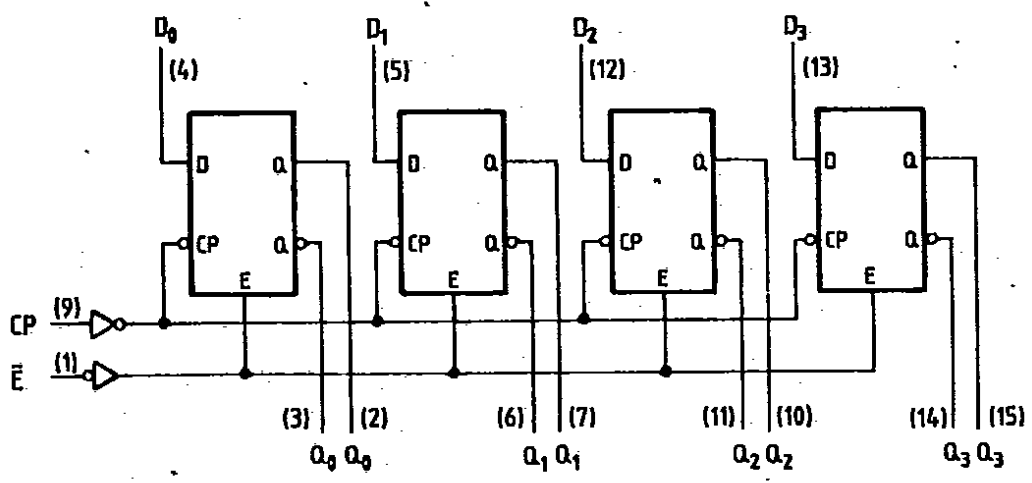 D₀ D₁ D₂ D₃
(4) (5) (12) (13)
D Q D Q D Q D Q
CP Q CP Q CP Q CP Q
E E E E
CP (9)
Ē (1)
(3) (2) (6) (7) (11) (10) (14) (15)
Q₀ Q₀ Q₁ Q₁ Q₂ Q₂ Q₃ Q₃